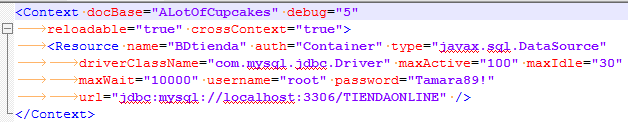 <Context docBase="ALotOfCupcakes" debug="5"
reloadable="true" crossContext="true">
<Resource name="BDtienda" auth="Container" type="javax.sql.DataSource"
driverClassName="com.mysql.jdbc.Driver" maxActive="100" maxIdle="30"
maxWait="10000" username="root" password="Tamara89!"
url="jdbc:mysql://localhost:3306/TIENDAONLINE" />
</Context>